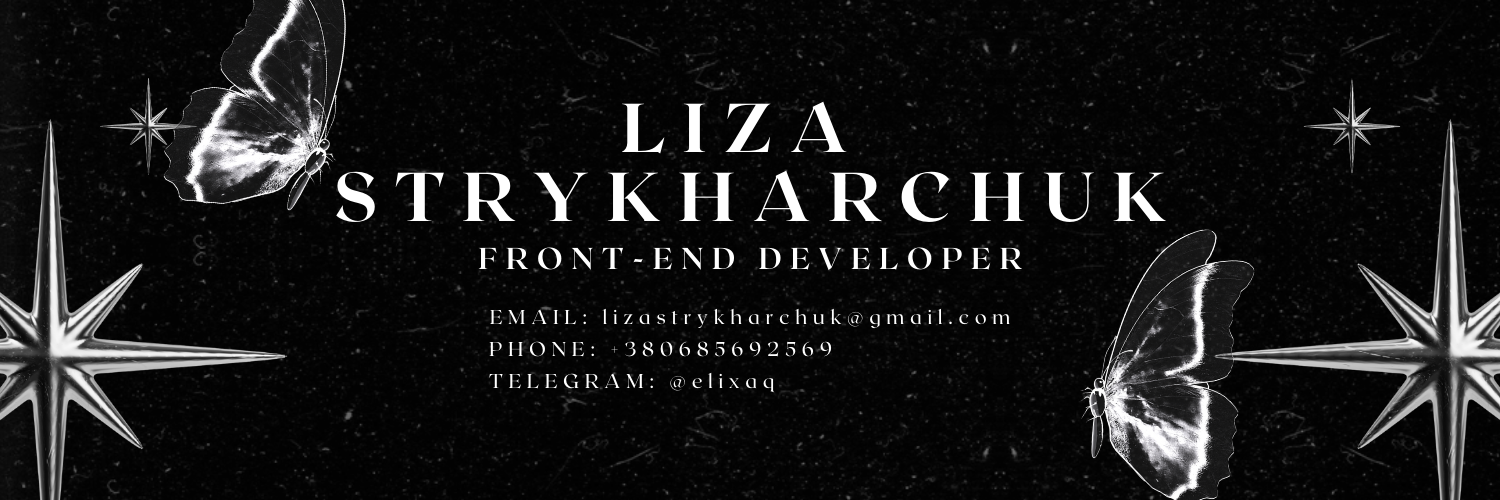 LIZA
STRYKHARCHUK
FRONT-END DEVELOPER
EMAIL: lizastrykharchuk@gmail.com
PHONE: +380685692569
TELEGRAM: @elixaq